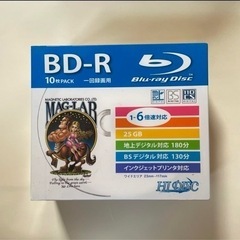 BD-R
10枚PACK 一回録画用
Blu-ray Disc
MAGNETIC LABORATORIES CO., LTD.
MAG-LAB
1-6倍速対応
25GB
地上デジタル対応 180分
BSデジタル対応 130分
インクジェットプリンタ対応
HI DISC